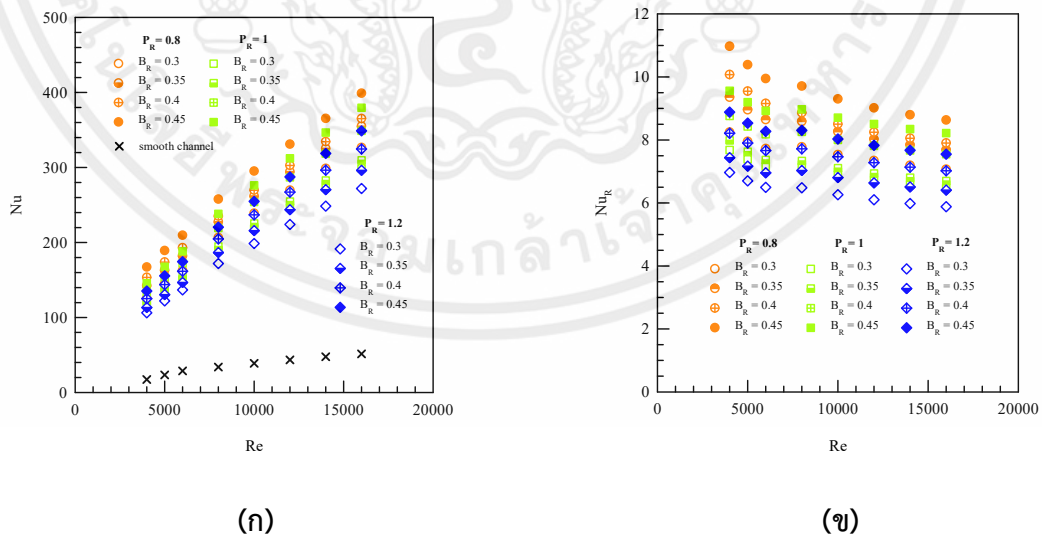 500
400
300
200
100
0
Nu
P_R = 0.8
B_R = 0.3
B_R = 0.35
B_R = 0.4
B_R = 0.45
smooth channel
P_R = 1
B_R = 0.3
B_R = 0.35
B_R = 0.4
B_R = 0.45
P_R = 1.2
B_R = 0.3
B_R = 0.35
B_R = 0.4
B_R = 0.45
0 5000 10000 15000 20000
Re
(ก)
12
10
8
6
4
2
0
Nu_R
P_R = 0.8
B_R = 0.3
B_R = 0.35
B_R = 0.4
B_R = 0.45
P_R = 1
B_R = 0.3
B_R = 0.35
B_R = 0.4
B_R = 0.45
P_R = 1.2
B_R = 0.3
B_R = 0.35
B_R = 0.4
B_R = 0.45
0 5000 10000 15000 20000
Re
(ข)